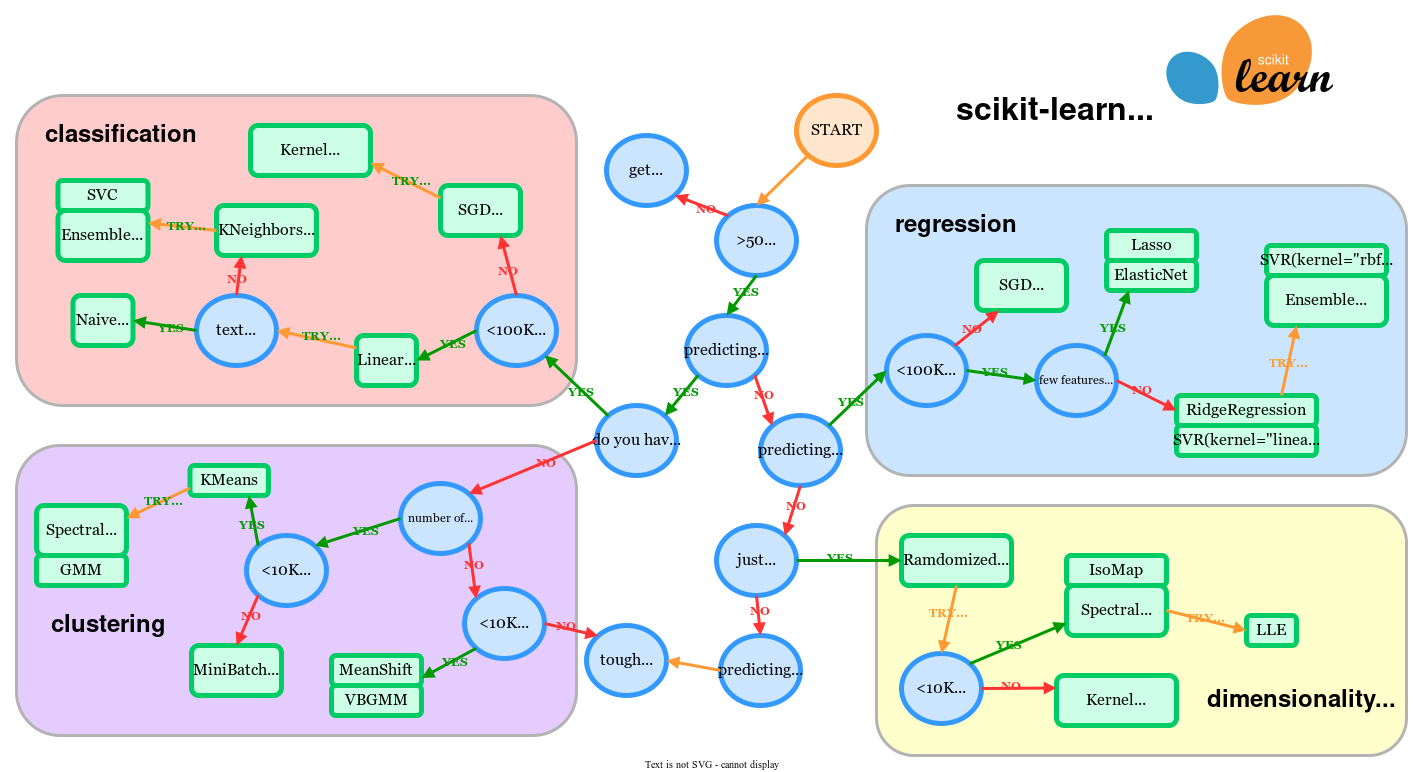 scikit
learn
scikit-learn...
START
get...
NO
>50...
YES
predicting...
YES
NO
do you hav...
YES
NO
predicting...
YES
NO
just...
YES
NO
predicting...
tough...
classification
Kernel...
TRY...
SGD...
SVC
Ensemble...
TRY...
KNeighbors...
NO
NO
Naive...
YES
text...
TRY...
Linear...
YES
<100K...
regression
SGD...
NO
<100K...
YES
Lasso
ElasticNet
YES
few features...
NO
SVR(kernel="rbf...
Ensemble...
TRY...
RidgeRegression
SVR(kernel="linea...
clustering
KMeans
TRY...
Spectral...
GMM
YES
<10K...
YES
number of...
NO
NO
MiniBatch...
<10K...
NO
YES
MeanShift
VBGMM
dimensionality...
Ramdomized...
TRY...
<10K...
YES
NO
IsoMap
Spectral...
TRY...
LLE
Kernel...
Text is not SVG - cannot display